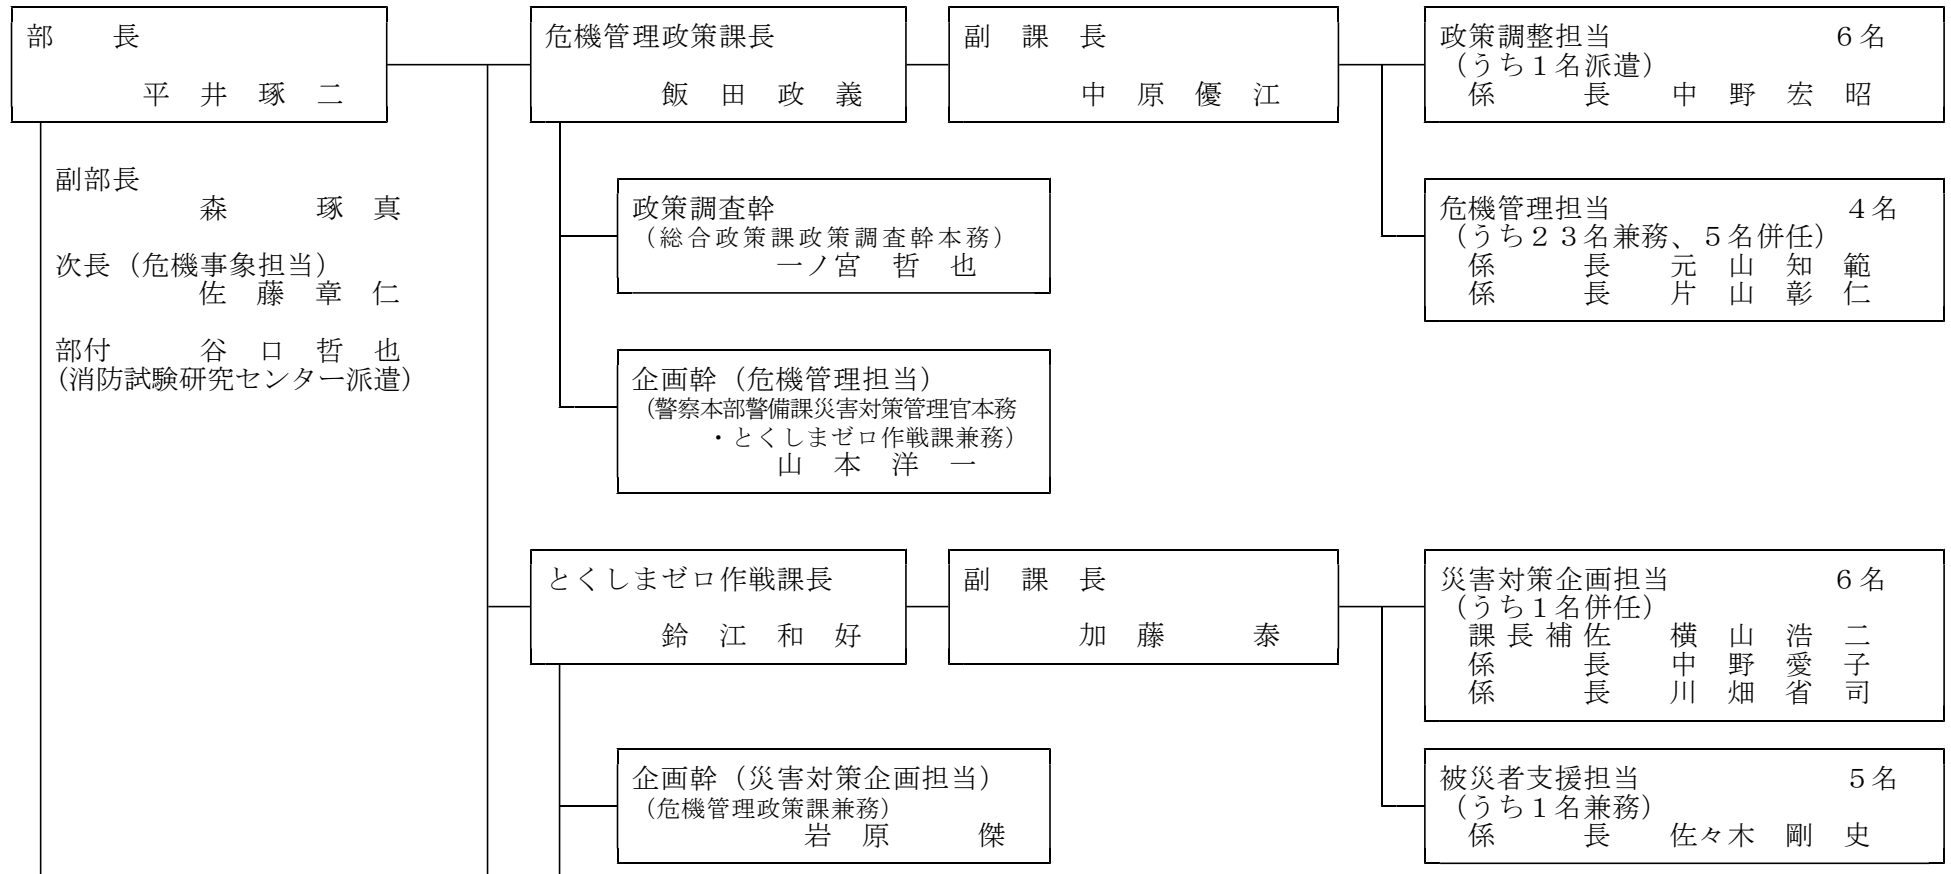 部　　長
平　井　琢　二
副部長
森　　　琢　真
次長（危機事象担当）
佐　藤　章　仁
部付　　谷　口　哲　也
（消防試験研究センター派遣）
危機管理政策課長
飯　田　政　義
副　課　長
中　原　優　江
政策調整担当　　６名
（うち１名派遣）
係　　　長　　中　野　宏　昭
政策調査幹
（総合政策課政策調査幹本務）
一ノ宮　哲　也
危機管理担当　　４名
（うち２３名兼務、５名併任）
係　　　長　　元　山　知　範
係　　　長　　片　山　彰　仁
企画幹（危機管理担当）
（警察本部警備課災害対策管理官本務
・とくしまゼロ作戦課兼務）
山　本　洋　一
とくしまゼロ作戦課長
鈴　江　和　好
副　課　長
加　藤　　　泰
災害対策企画担当　　６名
（うち１名併任）
課 長 補 佐　　横　山　浩　二
係　　　長　　中　野　愛　子
係　　　長　　川　畑　省　司
企画幹（災害対策企画担当）
（危機管理政策課兼務）
岩　原　　　傑
被災者支援担当　　５名
（うち１名兼務）
係　　　長　　佐々木　剛　史